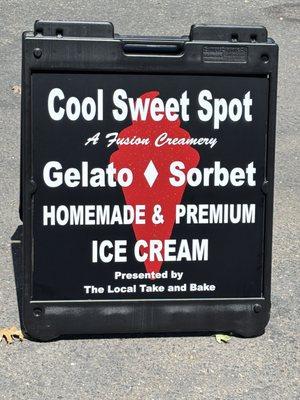 Cool Sweet Spot
A Fusion Creamery
Gelato ♦ Sorbet
HOMEMADE & PREMIUM
ICE CREAM
Presented by
The Local Take and Bake